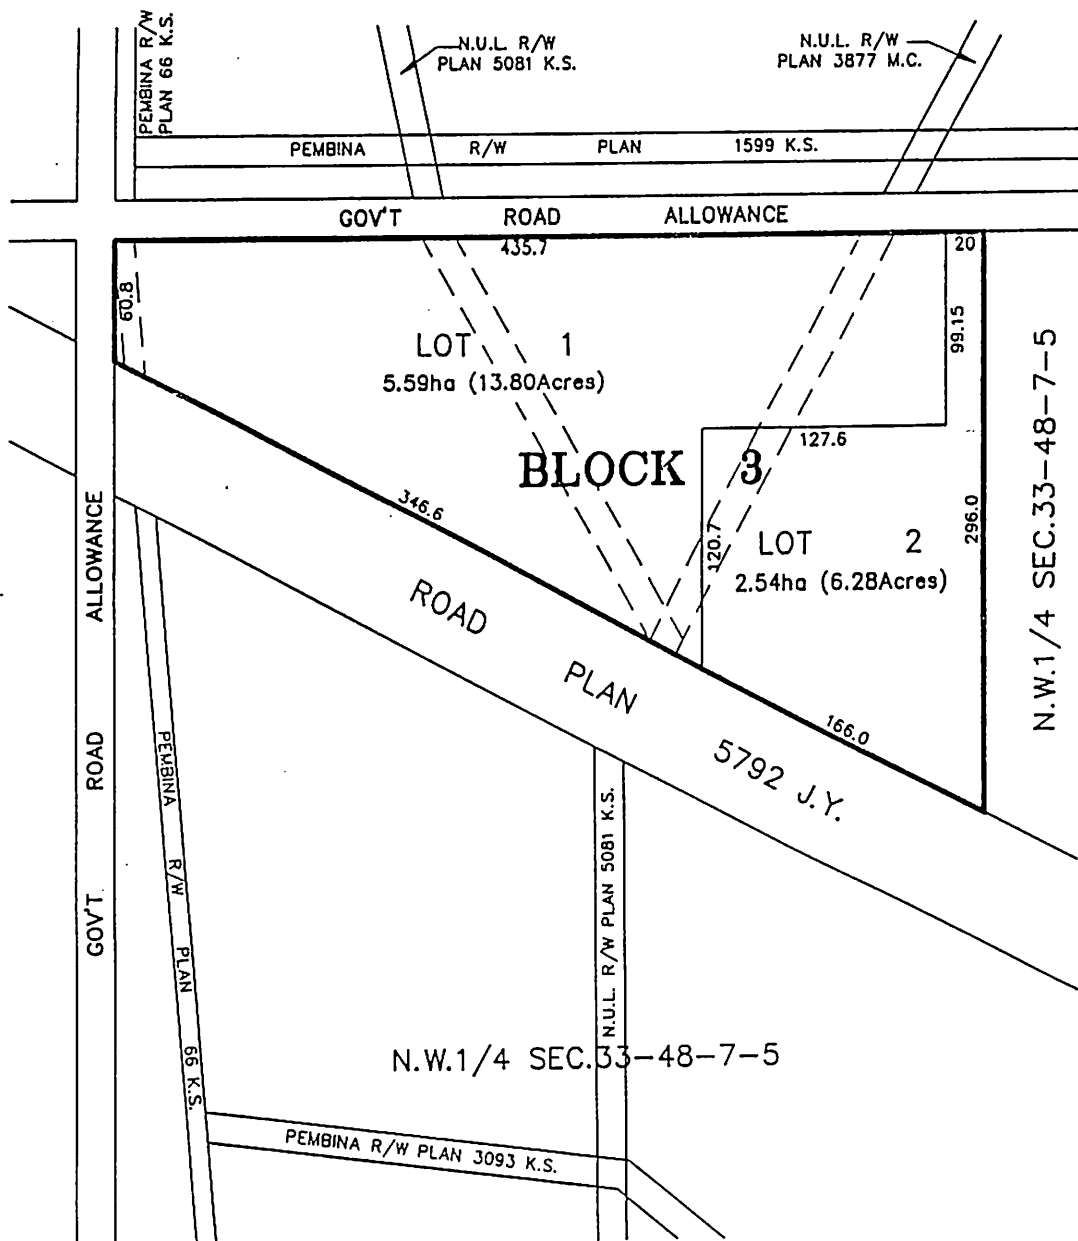 PEMBINA R/W
PLAN 66 K.S.
N.U.L. R/W
PLAN 5081 K.S.
N.U.L. R/W
PLAN 3877 M.C.
PEMBINA R/W PLAN 1599 K.S.
GOV'T ROAD ALLOWANCE
435.7
20
60.8
99.15
LOT 1
5.59ha (13.80Acres)
127.6
BLOCK 3
346.6
120.7
296.0
LOT 2
2.54ha (6.28Acres)
N.W.1/4 SEC.33-48-7-5
GOV'T ROAD ALLOWANCE
ROAD PLAN 5792 J.Y.
166.0
PEMBINA R/W PLAN 66 K.S.
N.U.L. R/W PLAN 5081 K.S.
N.W.1/4 SEC.33-48-7-5
PEMBINA R/W PLAN 3093 K.S.